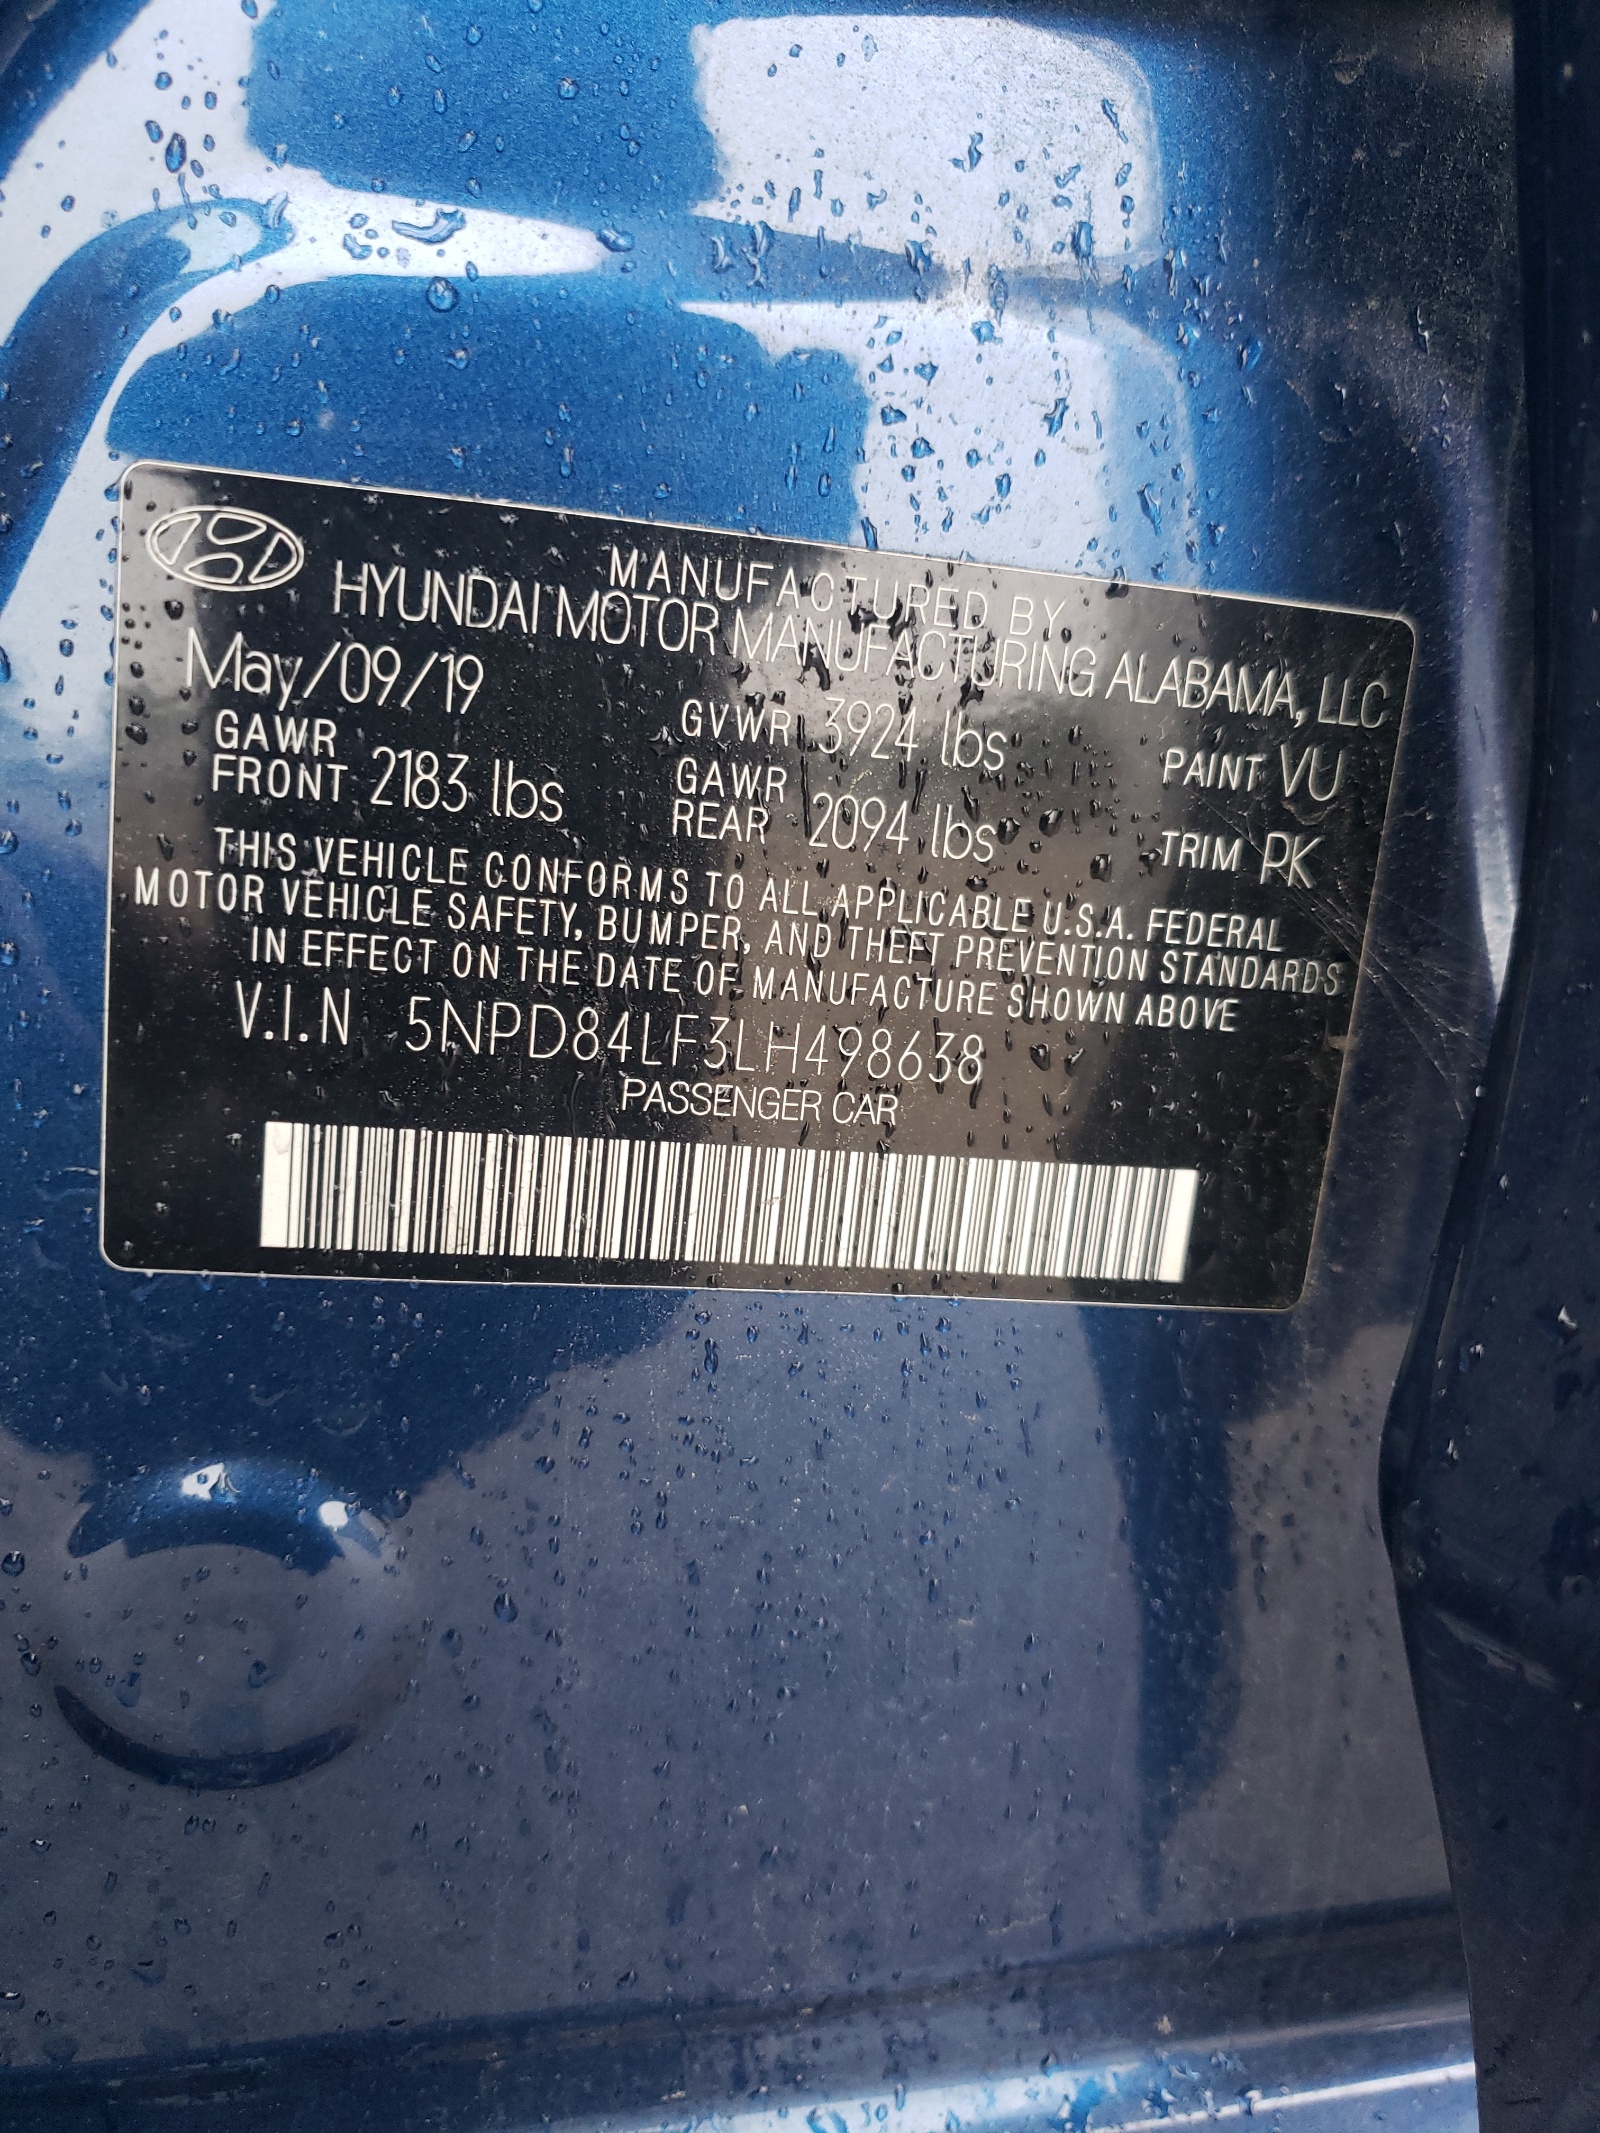 MANUFACTURED BY
HYUNDAI MOTOR MANUFACTURING ALABAMA, LLC
May/09/19 GVWR 3924 lbs PAINT VU
GAWR FRONT 2183 lbs GAWR REAR 2094 lbs TRIM PK
THIS VEHICLE CONFORMS TO ALL APPLICABLE U.S.A. FEDERAL
MOTOR VEHICLE SAFETY, BUMPER, AND THEFT PREVENTION STANDARDS
IN EFFECT ON THE DATE OF MANUFACTURE SHOWN ABOVE
V.I.N 5NPD84LF3LH498638
PASSENGER CAR